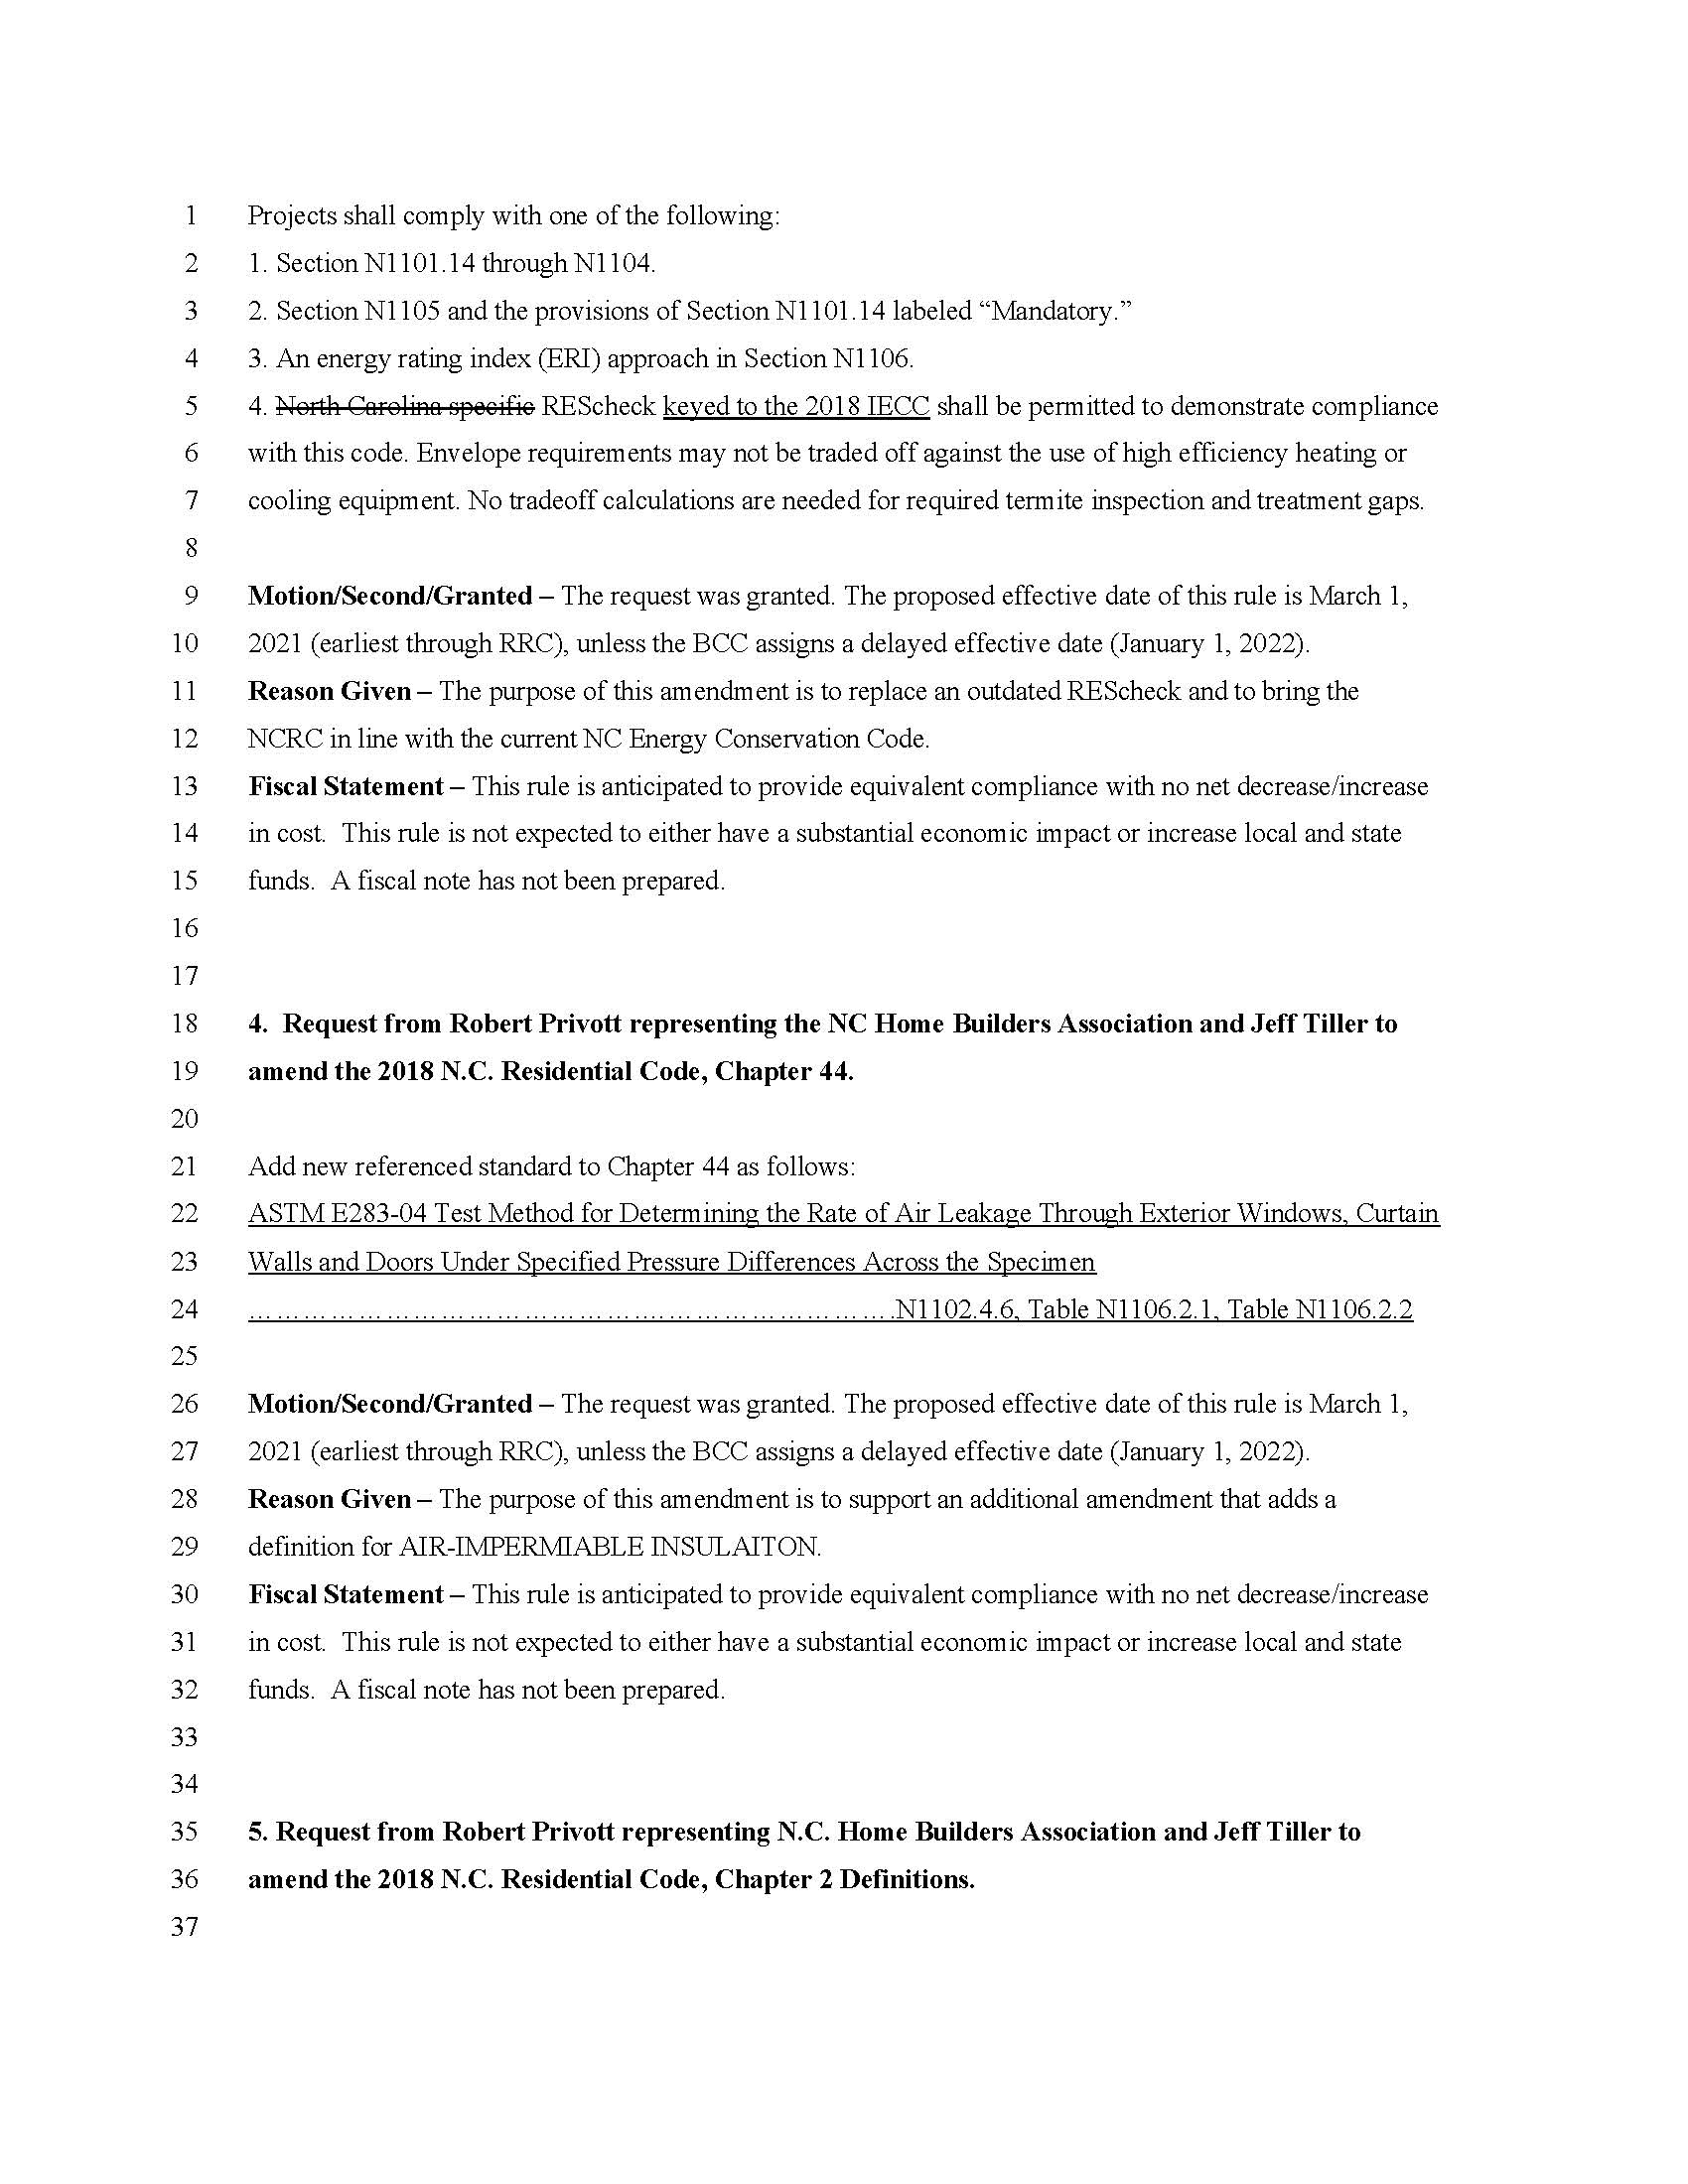 1 Projects shall comply with one of the following:
2 1. Section N1101.14 through N1104.
3 2. Section N1105 and the provisions of Section N1101.14 labeled “Mandatory.”
4 3. An energy rating index (ERI) approach in Section N1106.
5 4. North Carolina specific REScheck keyed to the 2018 IECC shall be permitted to demonstrate compliance
6 with this code. Envelope requirements may not be traded off against the use of high efficiency heating or
7 cooling equipment. No tradeoff calculations are needed for required termite inspection and treatment gaps.
8
9 Motion/Second/Granted – The request was granted. The proposed effective date of this rule is March 1,
10 2021 (earliest through RRC), unless the BCC assigns a delayed effective date (January 1, 2022).
11 Reason Given – The purpose of this amendment is to replace an outdated REScheck and to bring the
12 NCRC in line with the current NC Energy Conservation Code.
13 Fiscal Statement – This rule is anticipated to provide equivalent compliance with no net decrease/increase
14 in cost.  This rule is not expected to either have a substantial economic impact or increase local and state
15 funds.  A fiscal note has not been prepared.
16
17
18 4.  Request from Robert Privott representing the NC Home Builders Association and Jeff Tiller to
19 amend the 2018 N.C. Residential Code, Chapter 44.
20
21 Add new referenced standard to Chapter 44 as follows:
22 ASTM E283-04 Test Method for Determining the Rate of Air Leakage Through Exterior Windows, Curtain
23 Walls and Doors Under Specified Pressure Differences Across the Specimen
24 ……………………………………….……………………….N1102.4.6, Table N1106.2.1, Table N1106.2.2
25
26 Motion/Second/Granted – The request was granted. The proposed effective date of this rule is March 1,
27 2021 (earliest through RRC), unless the BCC assigns a delayed effective date (January 1, 2022).
28 Reason Given – The purpose of this amendment is to support an additional amendment that adds a
29 definition for AIR-IMPERMIABLE INSULAITON.
30 Fiscal Statement – This rule is anticipated to provide equivalent compliance with no net decrease/increase
31 in cost.  This rule is not expected to either have a substantial economic impact or increase local and state
32 funds.  A fiscal note has not been prepared.
33
34
35 5. Request from Robert Privott representing N.C. Home Builders Association and Jeff Tiller to
36 amend the 2018 N.C. Residential Code, Chapter 2 Definitions.
37